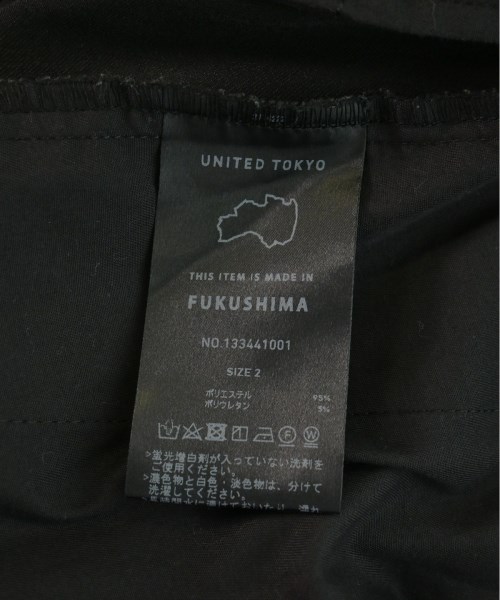 UNITED TOKYO
THIS ITEM IS MADE IN
FUKUSHIMA
NO.133441001
SIZE 2
ポリエステル 95%
ポリウレタン 5%
>蛍光増白剤が入っていない洗剤を
ご使用ください。
>濃色物と白色・淡色物は、分けて
洗濯してください。